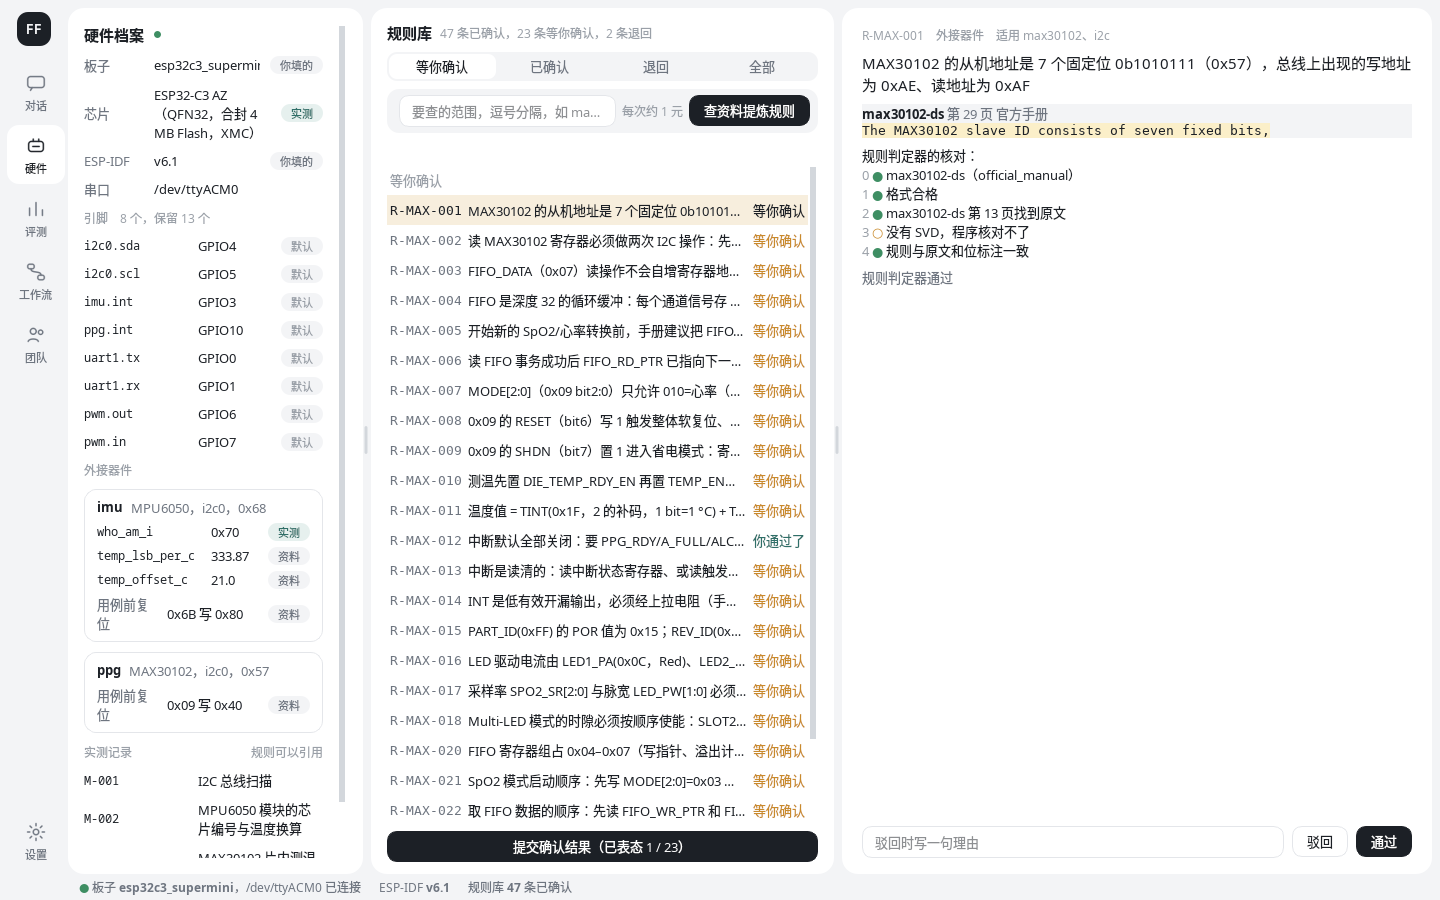 FF
对话
硬件
评测
工作流
团队
设置
硬件档案
板子 esp32c3_supermir 你填的
芯片 ESP32-C3 AZ（QFN32，合封 4 MB Flash，XMC） 实测
ESP-IDF v6.1 你填的
串口 /dev/ttyACM0
引脚 8 个，保留 13 个
i2c0.sda GPIO4 默认
i2c0.scl GPIO5 默认
imu.int GPIO3 默认
ppg.int GPIO10 默认
uart1.tx GPIO0 默认
uart1.rx GPIO1 默认
pwm.out GPIO6 默认
pwm.in GPIO7 默认
外接器件
imu MPU6050，i2c0，0x68
who_am_i 0x70 实测
temp_lsb_per_c 333.87 资料
temp_offset_c 21.0 资料
用例前复位 0x6B 写 0x80 资料
ppg MAX30102，i2c0，0x57
用例前复位 0x09 写 0x40 资料
实测记录 规则可以引用
M-001 I2C 总线扫描
M-002 MPU6050 模块的芯片编号与温度换算
MAX30102 片内测温
规则库 47 条已确认，23 条等你确认，2 条退回
等你确认 已确认 退回 全部
要查的范围，逗号分隔，如 ma... 每次约 1 元 查资料提炼规则
等你确认
R-MAX-001 MAX30102 的从机地址是 7 个固定位 0b10101... 等你确认
R-MAX-002 读 MAX30102 寄存器必须做两次 I2C 操作：先... 等你确认
R-MAX-003 FIFO_DATA（0x07）读操作不会自增寄存器地... 等你确认
R-MAX-004 FIFO 是深度 32 的循环缓冲：每个通道信号存 ... 等你确认
R-MAX-005 开始新的 SpO2/心率转换前，手册建议把 FIFO... 等你确认
R-MAX-006 读 FIFO 事务成功后 FIFO_RD_PTR 已指向下一... 等你确认
R-MAX-007 MODE[2:0]（0x09 bit2:0）只允许 010=心率（... 等你确认
R-MAX-008 0x09 的 RESET（bit6）写 1 触发整体软复位、... 等你确认
R-MAX-009 0x09 的 SHDN（bit7）置 1 进入省电模式：寄... 等你确认
R-MAX-010 测温先置 DIE_TEMP_RDY_EN 再置 TEMP_EN... 等你确认
R-MAX-011 温度值 = TINT(0x1F，2 的补码，1 bit=1 °C) + T... 等你确认
R-MAX-012 中断默认全部关闭：要 PPG_RDY/A_FULL/ALC... 你通过了
R-MAX-013 中断是读清的：读中断状态寄存器、或读触发... 等你确认
R-MAX-014 INT 是低有效开漏输出，必须经上拉电阻（手... 等你确认
R-MAX-015 PART_ID(0xFF) 的 POR 值为 0x15；REV_ID(0x... 等你确认
R-MAX-016 LED 驱动电流由 LED1_PA(0x0C，Red)、LED2_... 等你确认
R-MAX-017 采样率 SPO2_SR[2:0] 与脉宽 LED_PW[1:0] 必须... 等你确认
R-MAX-018 Multi-LED 模式的时隙必须按顺序使能：SLOT2... 等你确认
R-MAX-020 FIFO 寄存器组占 0x04–0x07（写指针、溢出计... 等你确认
R-MAX-021 SpO2 模式启动顺序：先写 MODE[2:0]=0x03 ... 等你确认
R-MAX-022 取 FIFO 数据的顺序：先读 FIFO_WR_PTR 和 FI... 等你确认
提交确认结果（已表态 1 / 23）
R-MAX-001 外接器件 适用 max30102、i2c
MAX30102 的从机地址是 7 个固定位 0b1010111（0x57），总线上出现的写地址
为 0xAE、读地址为 0xAF
max30102-ds 第 29 页 官方手册
The MAX30102 slave ID consists of seven fixed bits,
规则判定器的核对：
0 max30102-ds（official_manual）
1 格式合格
2 max30102-ds 第 13 页找到原文
3 没有 SVD，程序核对不了
4 规则与原文和位标注一致
规则判定器通过
驳回时写一句理由 驳回 通过
板子 esp32c3_supermini，/dev/ttyACM0 已连接 ESP-IDF v6.1 规则库 47 条已确认